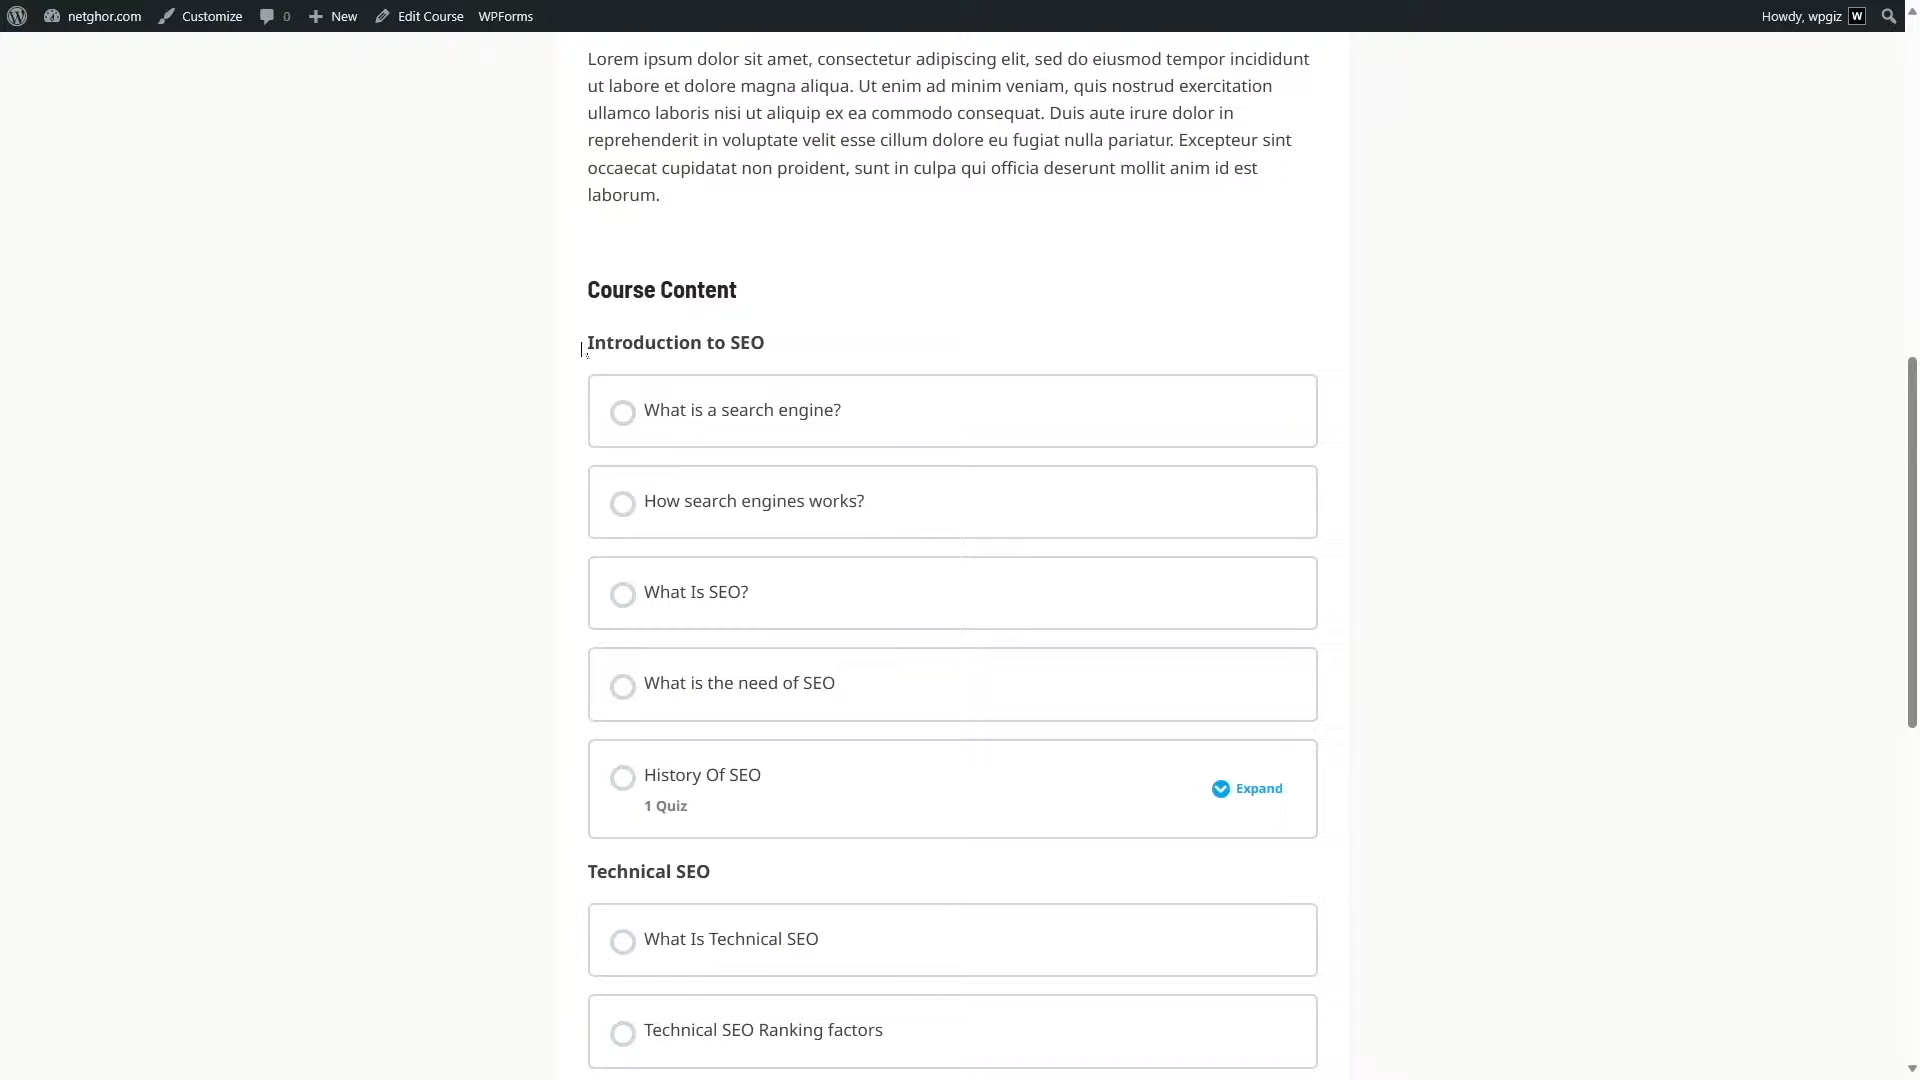 netghor.com Customize 0 New Edit Course WPForms Howdy, wpgiz W
Lorem ipsum dolor sit amet, consectetur adipiscing elit, sed do eiusmod tempor incididunt
ut labore et dolore magna aliqua. Ut enim ad minim veniam, quis nostrud exercitation
ullamco laboris nisi ut aliquip ex ea commodo consequat. Duis aute irure dolor in
reprehenderit in voluptate velit esse cillum dolore eu fugiat nulla pariatur. Excepteur sint
occaecat cupidatat non proident, sunt in culpa qui officia deserunt mollit anim id est
laborum.
Course Content
Introduction to SEO
What is a search engine?
How search engines works?
What Is SEO?
What is the need of SEO
History Of SEO
1 Quiz
Expand
Technical SEO
What Is Technical SEO
Technical SEO Ranking factors